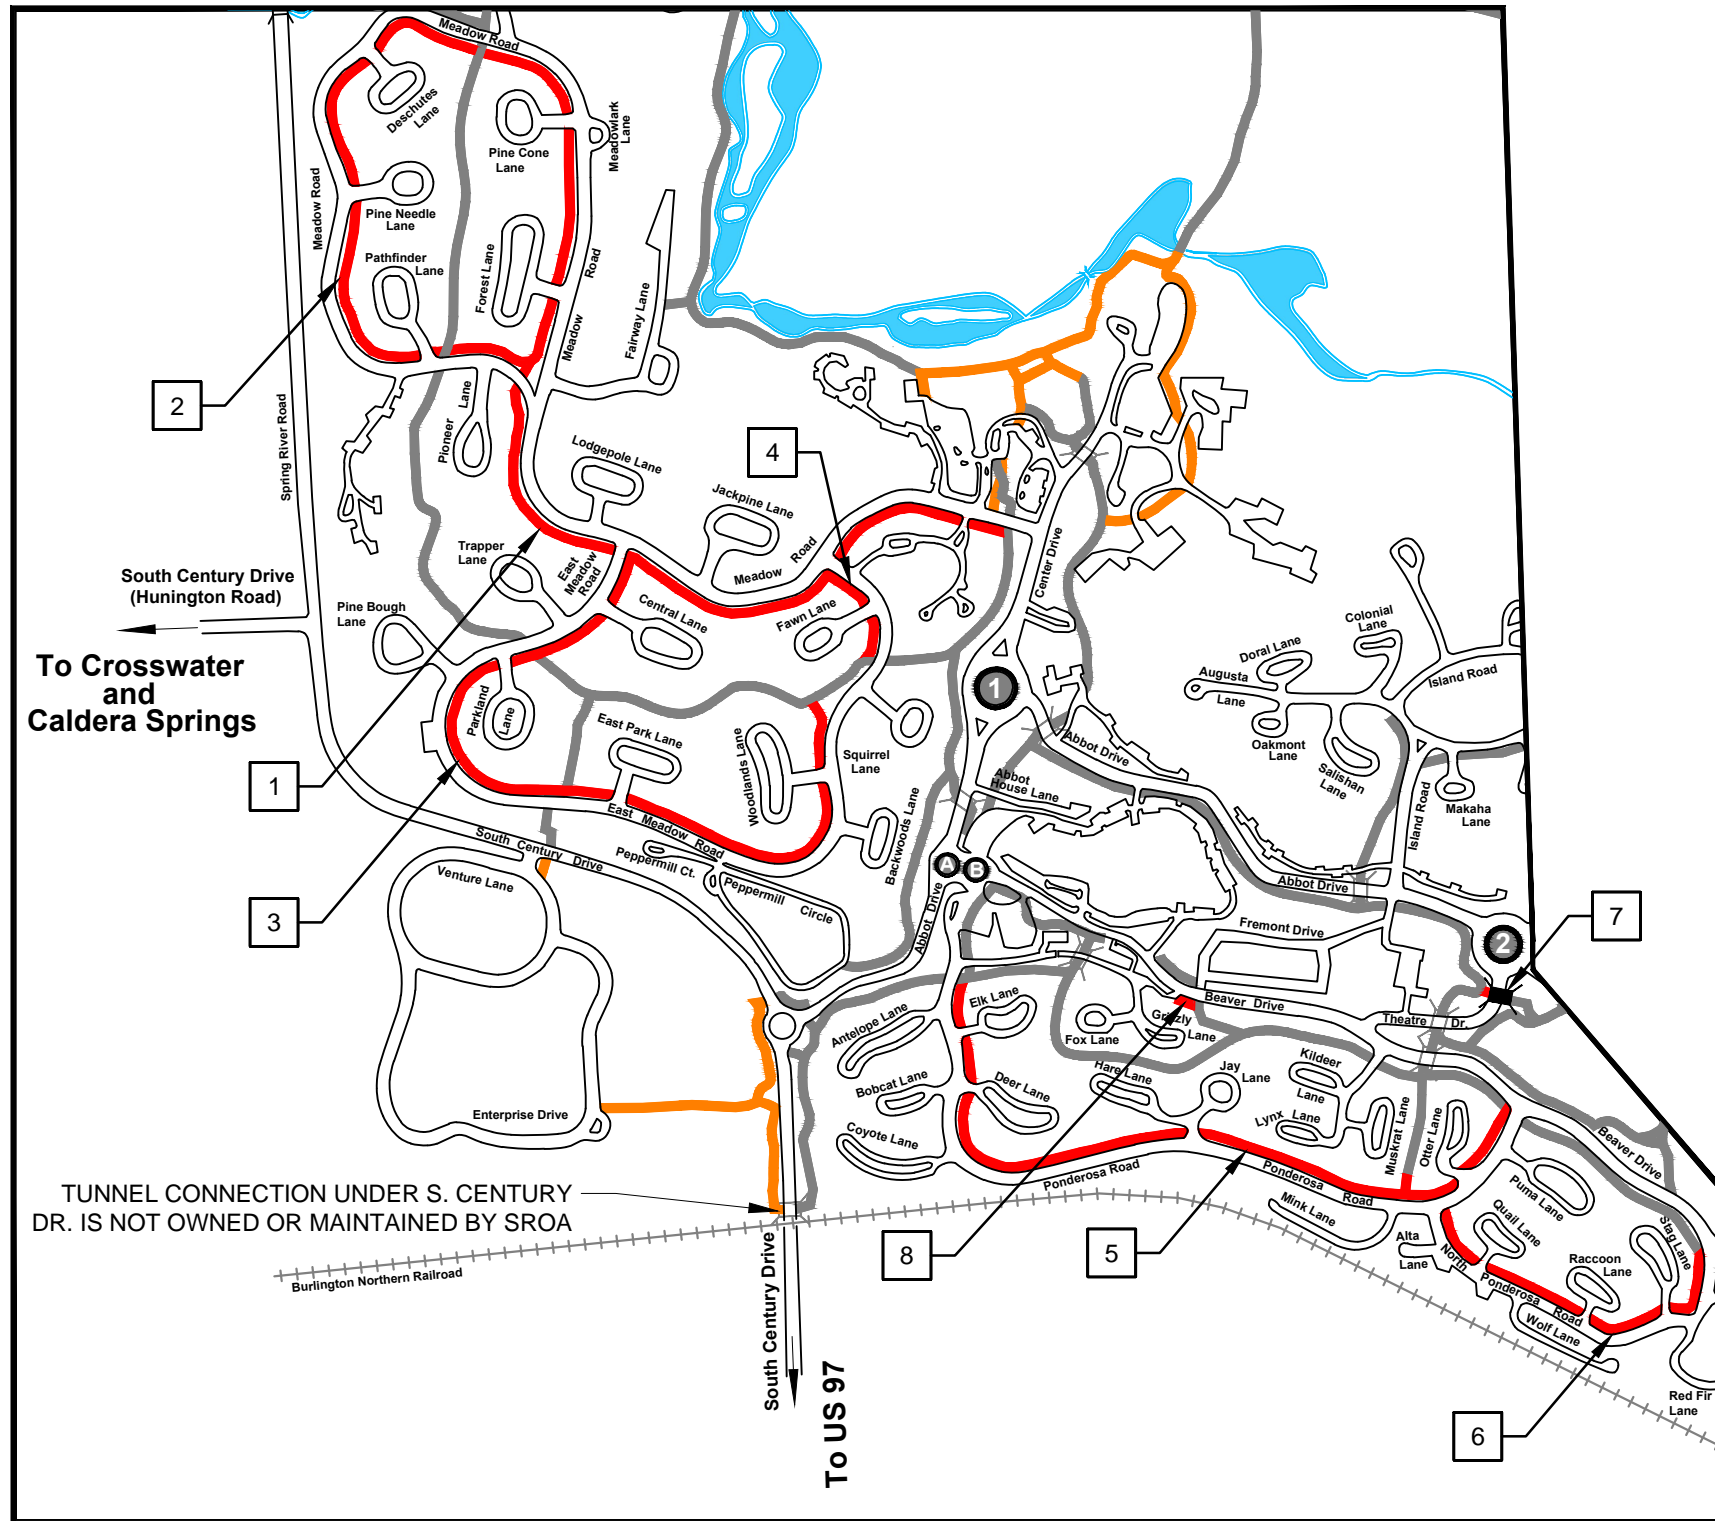 Meadow Road
Deschutes
Lane
Pine Cone
Lane
Meadowlark
Lane
Meadow Road
Pine Needle
Lane
Pathfinder
Lane
Forest Lane
Meadow
Road
Fairway Lane
2
Spring River Road
Pioneer
Lane
Lodgepole Lane
4
Jackpine Lane
Trapper
Lane
East
Meadow
Road
Meadow
Road
Center Drive
South Century Drive
(Hunington Road)
Pine Bough
Lane
Central Lane
Fawn Lane
To Crosswater
and
Caldera Springs
Colonial
Lane
Doral Lane
Augusta
Lane
Island Road
Parkland
Lane
East Park Lane
1
Oakmont
Lane
Salishan
Lane
Woodlands Lane
Squirrel
Lane
Abbot Drive
Abbot
House Lane
1
Makaha
Lane
Island Road
East Meadow Road
Backwoods Lane
South Century Drive
Peppermill Ct.
Venture Lane
Peppermill
Circle
A
B
Abbot Drive
Abbot Drive
3
Fremont Drive
7
2
Elk Lane
Antelope Lane
Beaver Drive
Grizzly
Lane
Theatre Dr.
Fox Lane
Bobcat Lane
Deer Lane
Hare Lane
Jay
Lane
Kildeer
Lane
Enterprise Drive
Coyote Lane
Lynx Lane
Muskrat Lane
Otter Lane
Beaver Drive
TUNNEL CONNECTION UNDER S. CENTURY
DR. IS NOT OWNED OR MAINTAINED BY SROA
Ponderosa Road
Ponderosa Road
Mink Lane
Puma Lane
Quail Lane
Stag Lane
Alta
Lane
North
Ponderosa
Road
Raccoon
Lane
8
5
Burlington Northern Railroad
South Century Drive
Wolf Lane
To US 97
Red Fir
Lane
6